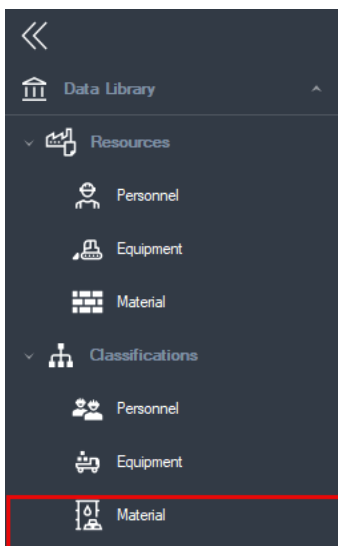 Data Library
Resources
Personnel
Equipment
Material
Classifications
Personnel
Equipment
Material